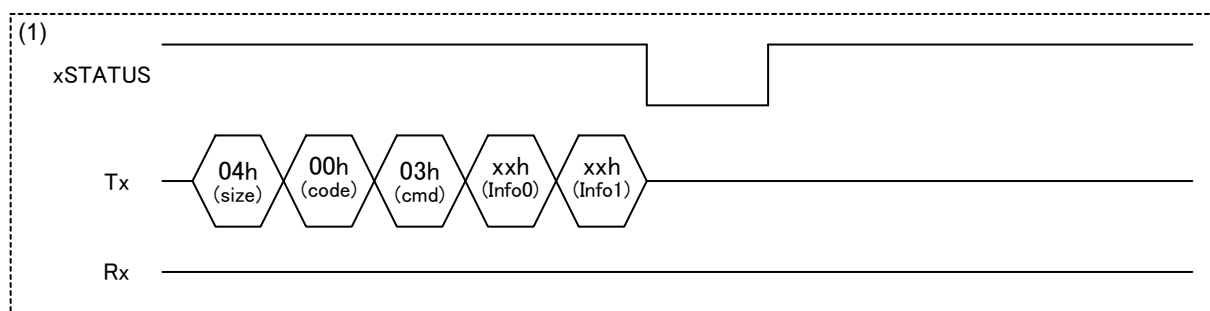 (1)
xSTATUS
Tx
04h
(size)
00h
(code)
03h
(cmd)
xxh
(Info0)
xxh
(Info1)
Rx